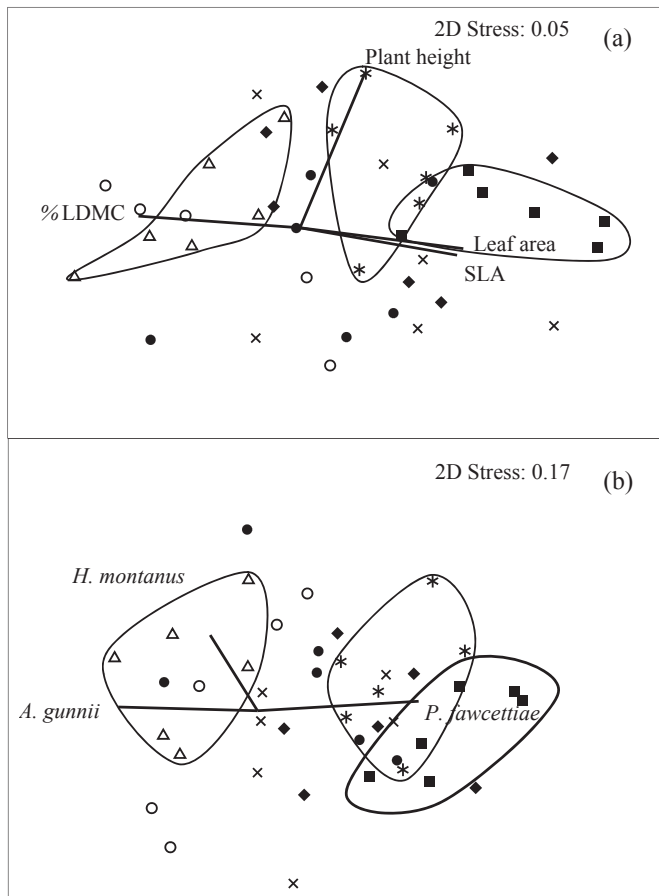 2D Stress: 0.05
(a)
Plant height
%LDMC
Leaf area
SLA
2D Stress: 0.17
(b)
H. montanus
A. gunnii
P. fawcettiae